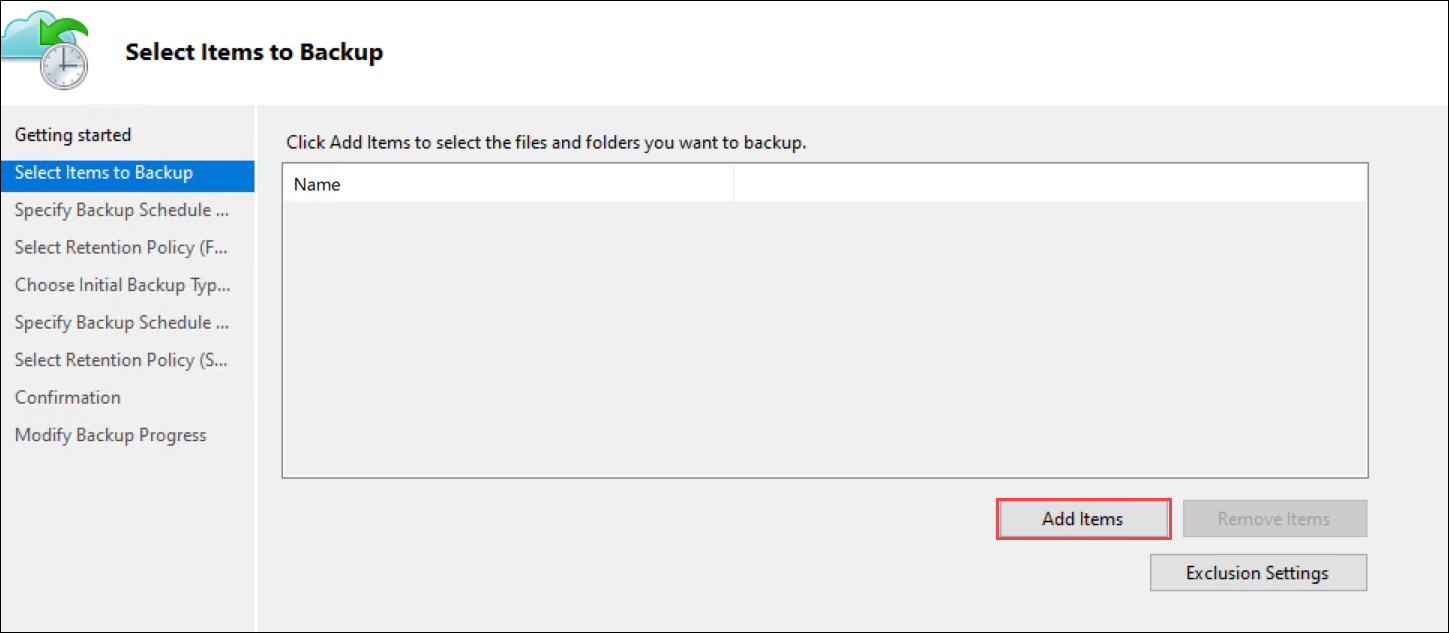 Select Items to Backup
Getting started
Select Items to Backup
Specify Backup Schedule ...
Select Retention Policy (F...
Choose Initial Backup Typ...
Specify Backup Schedule ...
Select Retention Policy (S...
Confirmation
Modify Backup Progress
Click Add Items to select the files and folders you want to backup.
Name
Add Items
Remove Items
Exclusion Settings